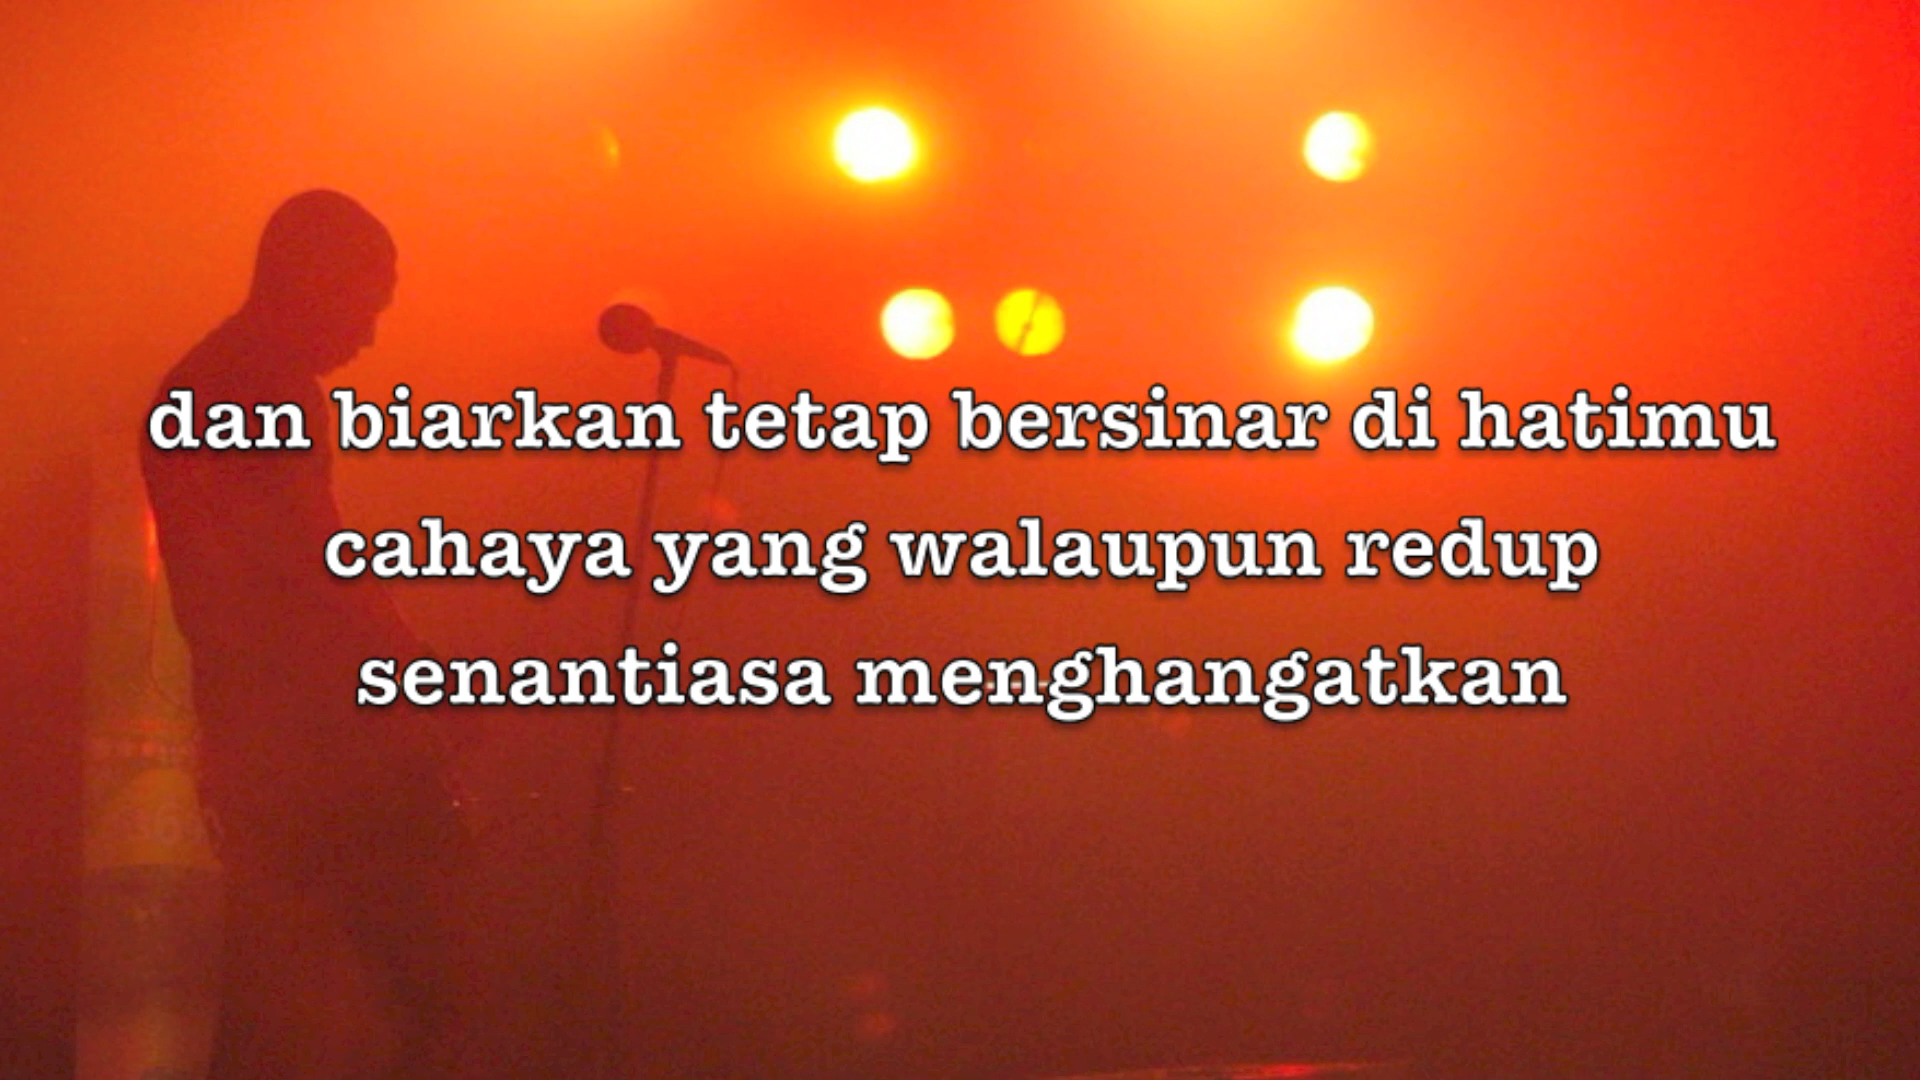 dan biarkan tetap bersinar di hatimu
cahaya yang walaupun redup
senantiasa menghangatkan